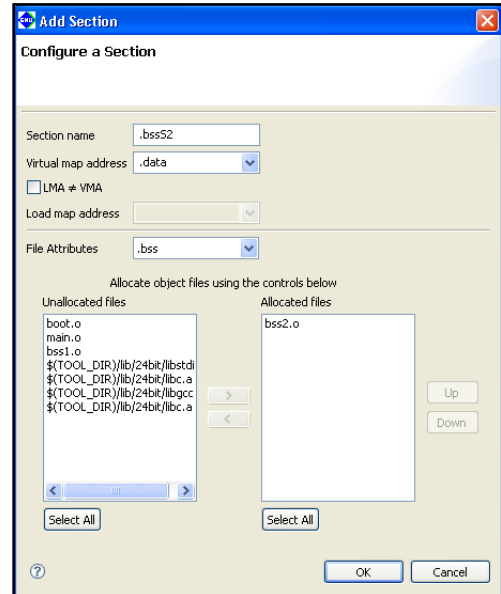 GNU Add Section
Configure a Section
Section name .bssS2
Virtual map address .data
LMA ≠ VMA
Load map address
File Attributes .bss
Allocate object files using the controls below
Unallocated files Allocated files
boot.o bss2.o
main.o
bss1.o
$(TOOL_DIR)/lib/24bit/libstdi
$(TOOL_DIR)/lib/24bit/libc.a
$(TOOL_DIR)/lib/24bit/libgcc
$(TOOL_DIR)/lib/24bit/libc.a
> Up
< Down
Select All Select All
? OK Cancel